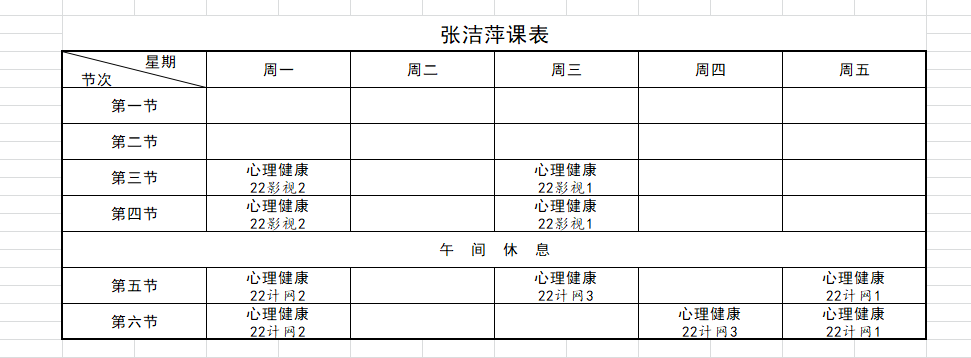 张洁萍课表
星期
节次
周一 周二 周三 周四 周五
第一节
第二节
第三节 心理健康 心理健康
22影视2 22影视1
第四节 心理健康 心理健康
22影视2 22影视1
午 间 休 息
第五节 心理健康 心理健康 心理健康
22计网2 22计网3 22计网1
第六节 心理健康 心理健康 心理健康
22计网2 22计网3 22计网1